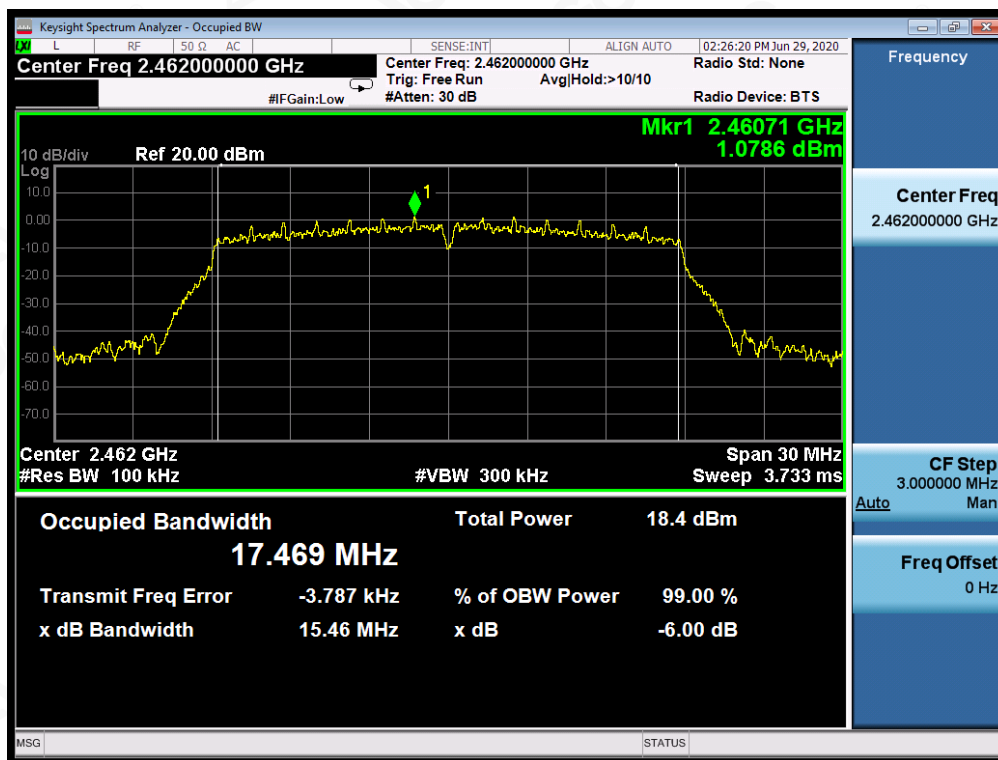 Keysight Spectrum Analyzer - Occupied BW
LXI L RF 50 Ω AC SENSE:INT ALIGN AUTO 02:26:20 PM Jun 29, 2020
Center Freq 2.462000000 GHz Center Freq: 2.462000000 GHz Radio Std: None
Trig: Free Run Avg|Hold:>10/10
#IFGain:Low #Atten: 30 dB Radio Device: BTS
Mkr1 2.46071 GHz
1.0786 dBm
10 dB/div Ref 20.00 dBm
Log
10.0
0.00
-10.0
-20.0
-30.0
-40.0
-50.0
-60.0
-70.0
1
Center 2.462 GHz Span 30 MHz
#Res BW 100 kHz #VBW 300 kHz Sweep 3.733 ms
Occupied Bandwidth Total Power 18.4 dBm
17.469 MHz
Transmit Freq Error -3.787 kHz % of OBW Power 99.00 %
x dB Bandwidth 15.46 MHz x dB -6.00 dB
MSG STATUS
Frequency
Center Freq
2.462000000 GHz
CF Step
3.000000 MHz
Auto Man
Freq Offset
0 Hz